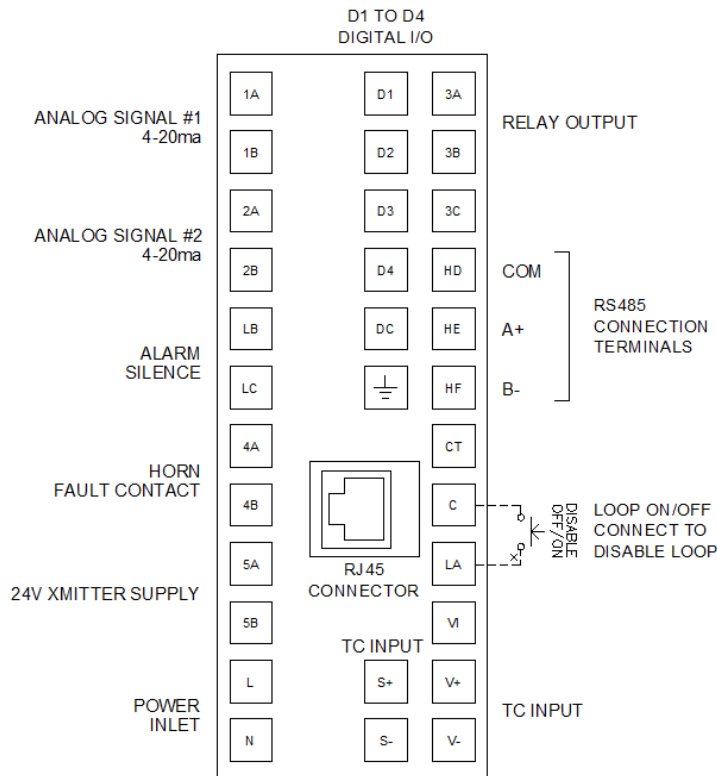 D1 TO D4
DIGITAL I/O
1A
D1
3A
ANALOG SIGNAL #1
4-20ma
RELAY OUTPUT
1B
D2
3B
2A
D3
3C
ANALOG SIGNAL #2
4-20ma
2B
D4
HD
COM
LB
DC
HE
A+
RS485
CONNECTION
TERMINALS
ALARM
SILENCE
LC
HF
B-
4A
CT
HORN
FAULT CONTACT
4B
C
DISABLE
OFF/ON
LOOP ON/OFF
CONNECT TO
DISABLE LOOP
5A
RJ45
CONNECTOR
LA
24V XMITTER SUPPLY
5B
VI
TC INPUT
L
S+
V+
POWER
INLET
TC INPUT
N
S-
V-